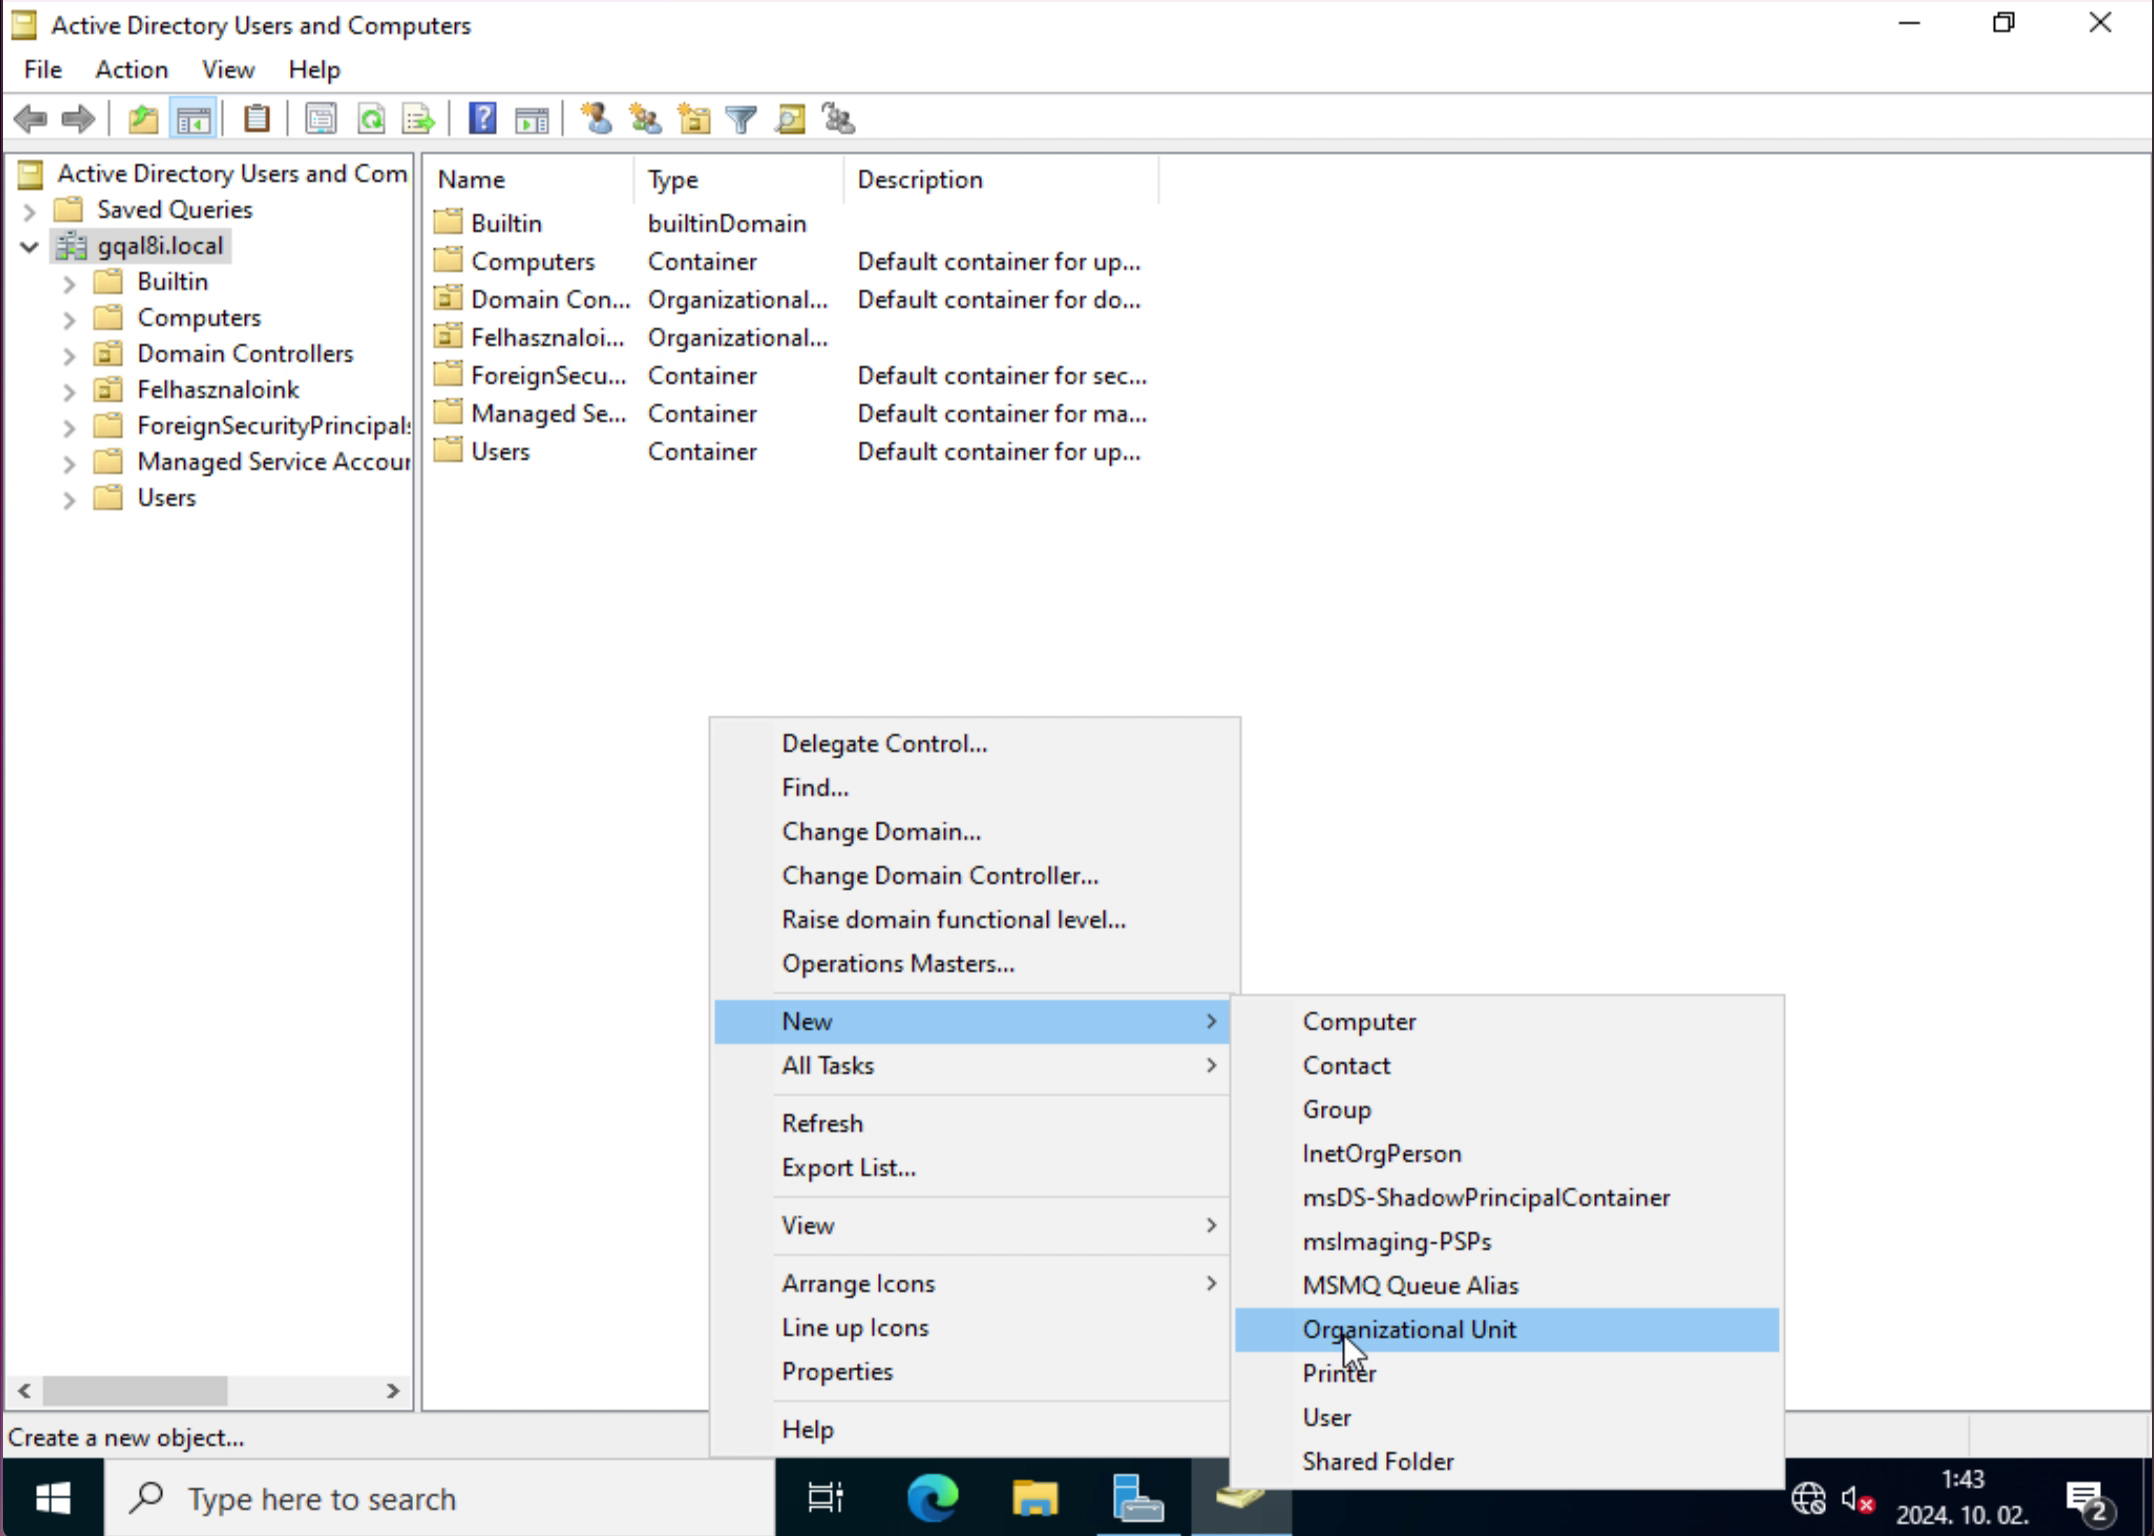 Active Directory Users and Computers
File Action View Help
Active Directory Users and Com
Saved Queries
gqal8i.local
Builtin
Computers
Domain Controllers
Felhasznaloink
ForeignSecurityPrincipals
Managed Service Accour
Users
Name Type Description
Builtin builtinDomain
Computers Container Default container for up...
Domain Con... Organizational... Default container for do...
Felhasznaloi... Organizational...
ForeignSecu... Container Default container for sec...
Managed Se... Container Default container for ma...
Users Container Default container for up...
Delegate Control...
Find...
Change Domain...
Change Domain Controller...
Raise domain functional level...
Operations Masters...
New
All Tasks
Refresh
Export List...
View
Arrange Icons
Line up Icons
Properties
Help
Computer
Contact
Group
InetOrgPerson
msDS-ShadowPrincipalContainer
msImaging-PSPs
MSMQ Queue Alias
Organizational Unit
Printer
User
Shared Folder
Create a new object...
Type here to search
1:43
2024. 10. 02.
2